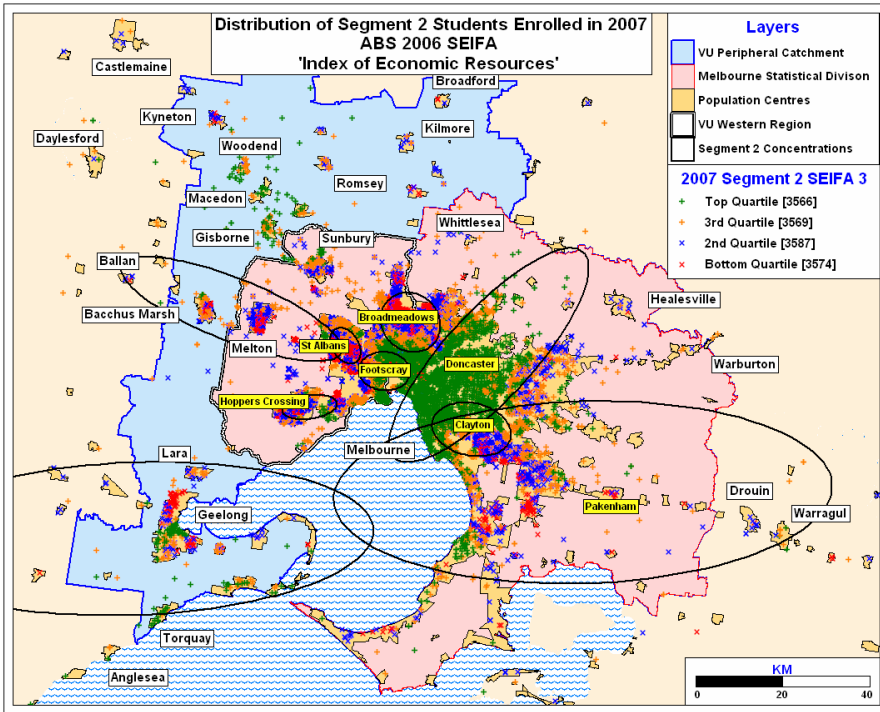 Distribution of Segment 2 Students Enrolled in 2007
ABS 2006 SEIFA
'Index of Economic Resources'
Layers
VU Peripheral Catchment
Melbourne Statistical Divison
Population Centres
VU Western Region
Segment 2 Concentrations
2007 Segment 2 SEIFA 3
Top Quartile [3566]
3rd Quartile [3569]
2nd Quartile [3587]
Bottom Quartile [3574]
Castlemaine
Broadford
Kyneton
Kilmore
Daylesford
Woodend
Romsey
Macedon
Whittlesea
Gisborne
Sunbury
Ballan
Healesville
Bacchus Marsh
Broadmeadows
Melton
St Albans
Warburton
Footscray
Doncaster
Hoppers Crossing
Clayton
Melbourne
Lara
Drouin
Geelong
Pakenham
Warragul
Torquay
Anglesea
KM
0
20
40